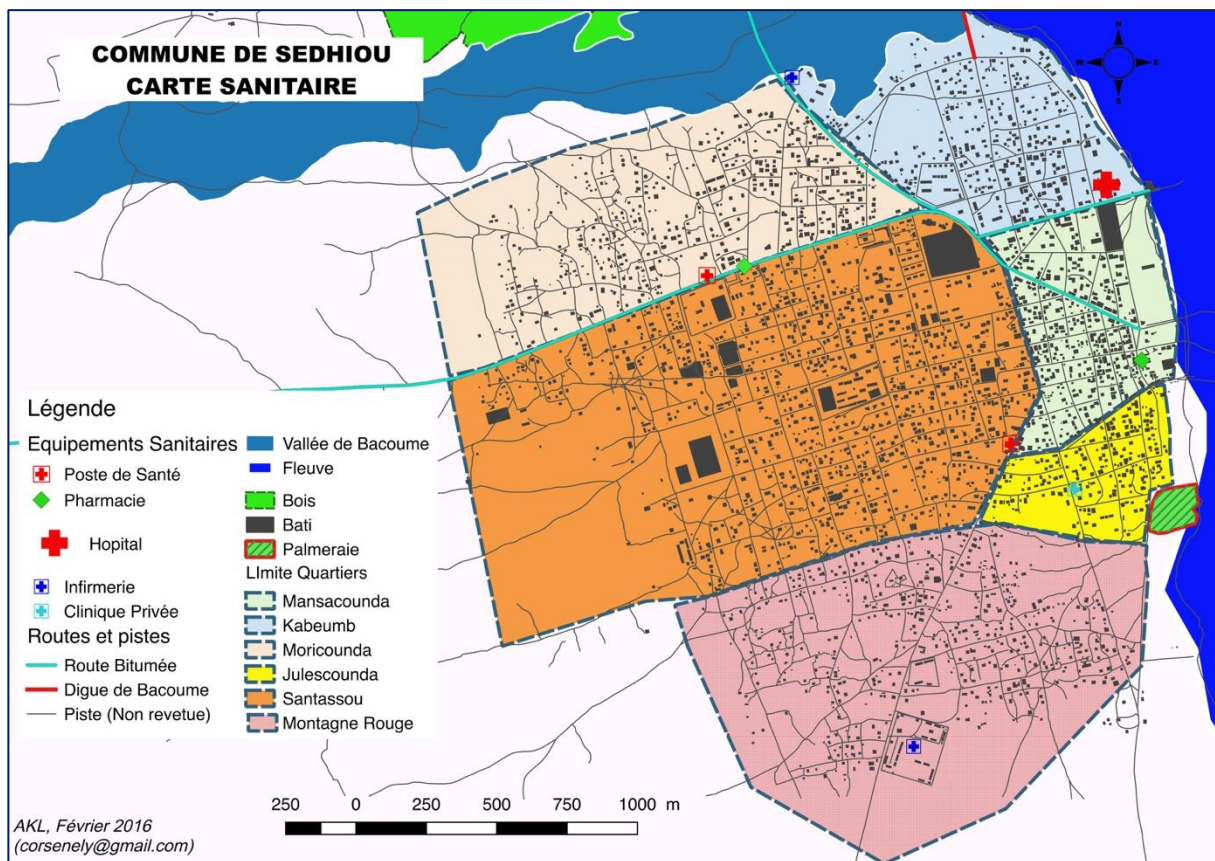 COMMUNE DE SEDHIOU
CARTE SANITAIRE
N
W
E
S
Légende
Equipements Sanitaires
Poste de Santé
Pharmacie
Hopital
Infirmerie
Clinique Privée
Routes et pistes
Route Bitumée
Digue de Bacoume
Piste (Non revetue)
Vallée de Bacoume
Fleuve
Bois
Bati
Palmeraie
LImite Quartiers
Mansacounda
Kabeumb
Moricounda
Julescounda
Santassou
Montagne Rouge
250 0 250 500 750 1000 m
AKL, Février 2016
(corsenely@gmail.com)